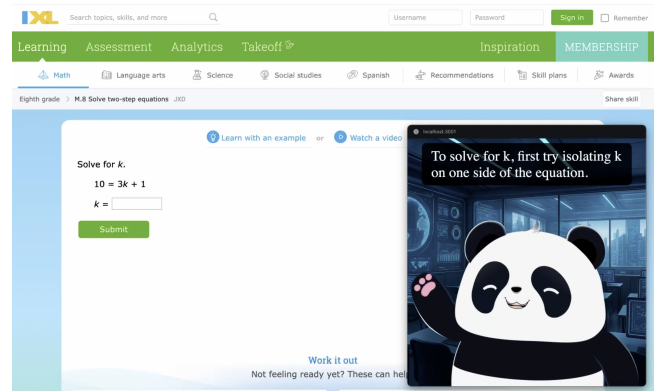 IXL Search topics, skills, and more Username Password Sign in Remember
Learning Assessment Analytics Takeoff Inspiration MEMBERSHIP
Math Language arts Science Social studies Spanish Recommendations Skill plans Awards
Eighth grade > M.8 Solve two-step equations JXD Share skill
Learn with an example or Watch a video
localhost:3001
To solve for k, first try isolating k
on one side of the equation.
Solve for k.
10 = 3k + 1
k =
Submit
Work it out
Not feeling ready yet? These can help